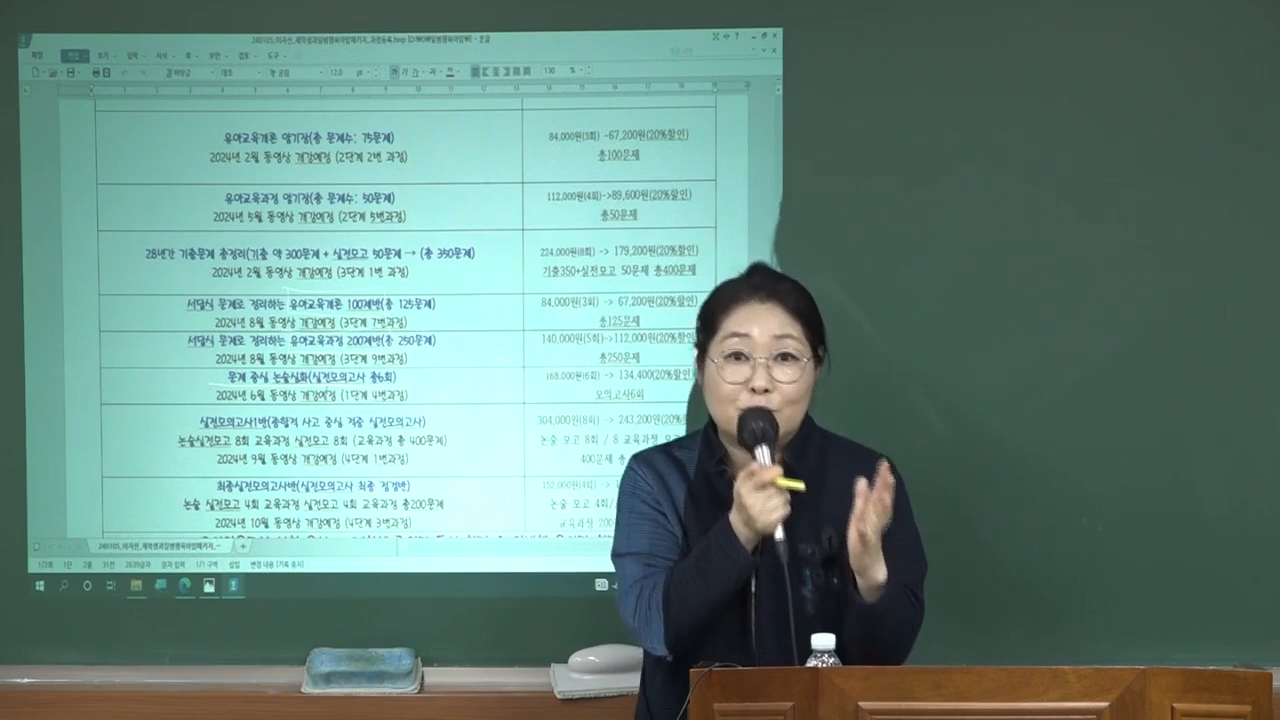 유아교육개론 암기장(총 문제수: 75문제)
2024년 2월 동영상 개강예정 (2단계 2번 과정)
84,000원(3회) -67,200원(20%할인)
총100문제
유아교육과정 암기장(총 문제수: 50문제)
2024년 5월 동영상 개강예정 (2단계 5번과정)
112,000원(4회)->89,600원(20%할인)
총50문제
28년간 기출문제 총정리(기출 약 300문제 + 실전모고 50문제 → (총 350문제)
2024년 2월 동영상 개강예정 (3단계 1번 과정)
224,000원(8회) -> 179,200원(20%할인)
기출350+실전모고 50문제 총400문제
서답식 문제로 정리하는 유아교육개론 100제반(총 125문제)
2024년 8월 동영상 개강예정 (3단계 7번과정)
84,000원(3회) -> 67,200원(20%할인)
총125문제
서답식 문제로 정리하는 유아교육과정 200제반(총 250문제)
2024년 8월 동영상 개강예정 (3단계 9번과정)
140,000원(5회)->112,000원(20%할인)
총250문제
문제 중심 논술심화(실전모의고사 총6회)
2024년 6월 동영상 개강예정 (1단계 4번과정)
168,000원(6회) -> 134,400(20%할인)
모의고사6회
실전모의고사1반(종합적 사고 중심 적중 실전모의고사)
논술실전모고 8회 교육과정 실전모고 8회 (교육과정 총 400문제)
2024년 9월 동영상 개강예정 (4단계 1번과정)
304,000원(8회) -> 243,200원(20%
논술 모고 8회 / 8 교육과정
400문제 총
최종실전모의고사반(실전모의고사 최종 점검반)
논술 실전모고 4회 교육과정 실전모고 4회 교육과정 총200문제
2024년 10월 동영상 개강예정 (4단계 3번과정)
152,000원(4회) ->
논술 모고 4회/
교육과정 200